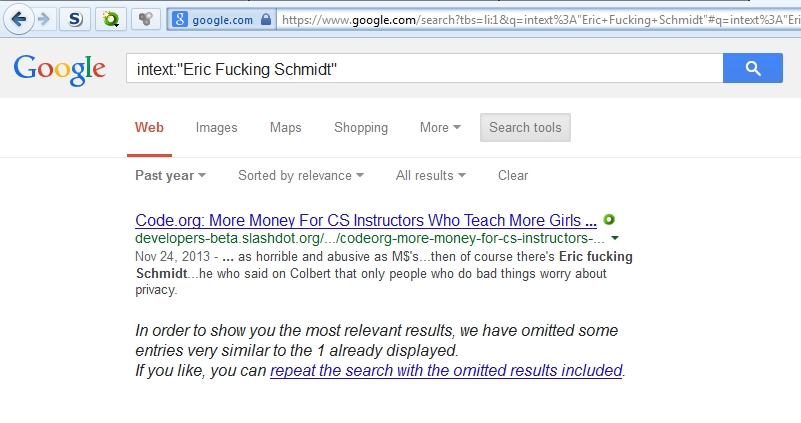 google.com https://www.google.com/search?tbs=li:1&q=intext%3A"Eric+Fucking+Schmidt"#q=intext%3A"Eri
Google intext:"Eric Fucking Schmidt"
Web Images Maps Shopping More Search tools
Past year Sorted by relevance All results Clear
Code.org: More Money For CS Instructors Who Teach More Girls ...
developers-beta.slashdot.org/.../codeorg-more-money-for-cs-instructors-...
Nov 24, 2013 - ... as horrible and abusive as M$'s...then of course there's Eric fucking
Schmidt...he who said on Colbert that only people who do bad things worry about
privacy.
In order to show you the most relevant results, we have omitted some
entries very similar to the 1 already displayed.
If you like, you can repeat the search with the omitted results included.